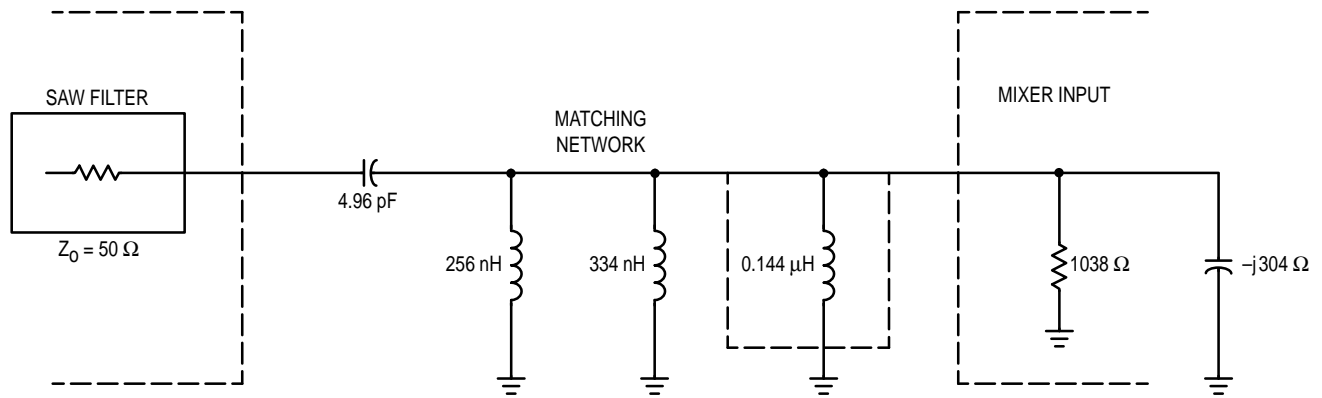 SAW FILTER
Z_O = 50 Ω
4.96 pF
MATCHING
NETWORK
256 nH
334 nH
0.144 µH
MIXER INPUT
1038 Ω
–j304 Ω